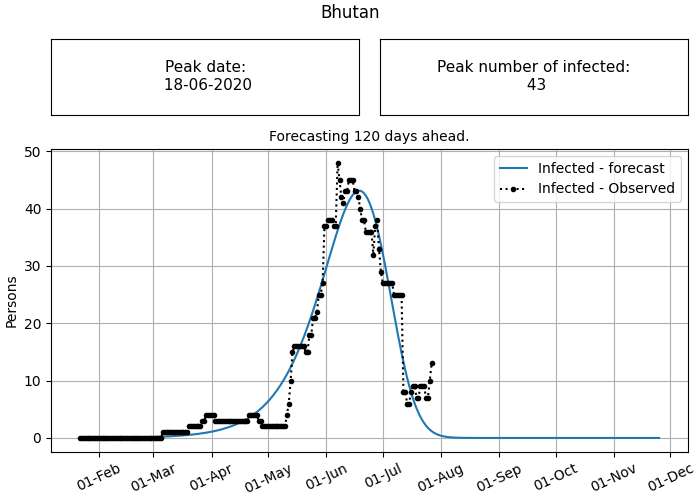 Bhutan
Peak date:
18-06-2020
Peak number of infected:
43
Forecasting 120 days ahead.
Infected - forecast
Infected - Observed
Persons
50
40
30
20
10
0
01-Feb
01-Mar
01-Apr
01-May
01-Jun
01-Jul
01-Aug
01-Sep
01-Oct
01-Nov
01-Dec